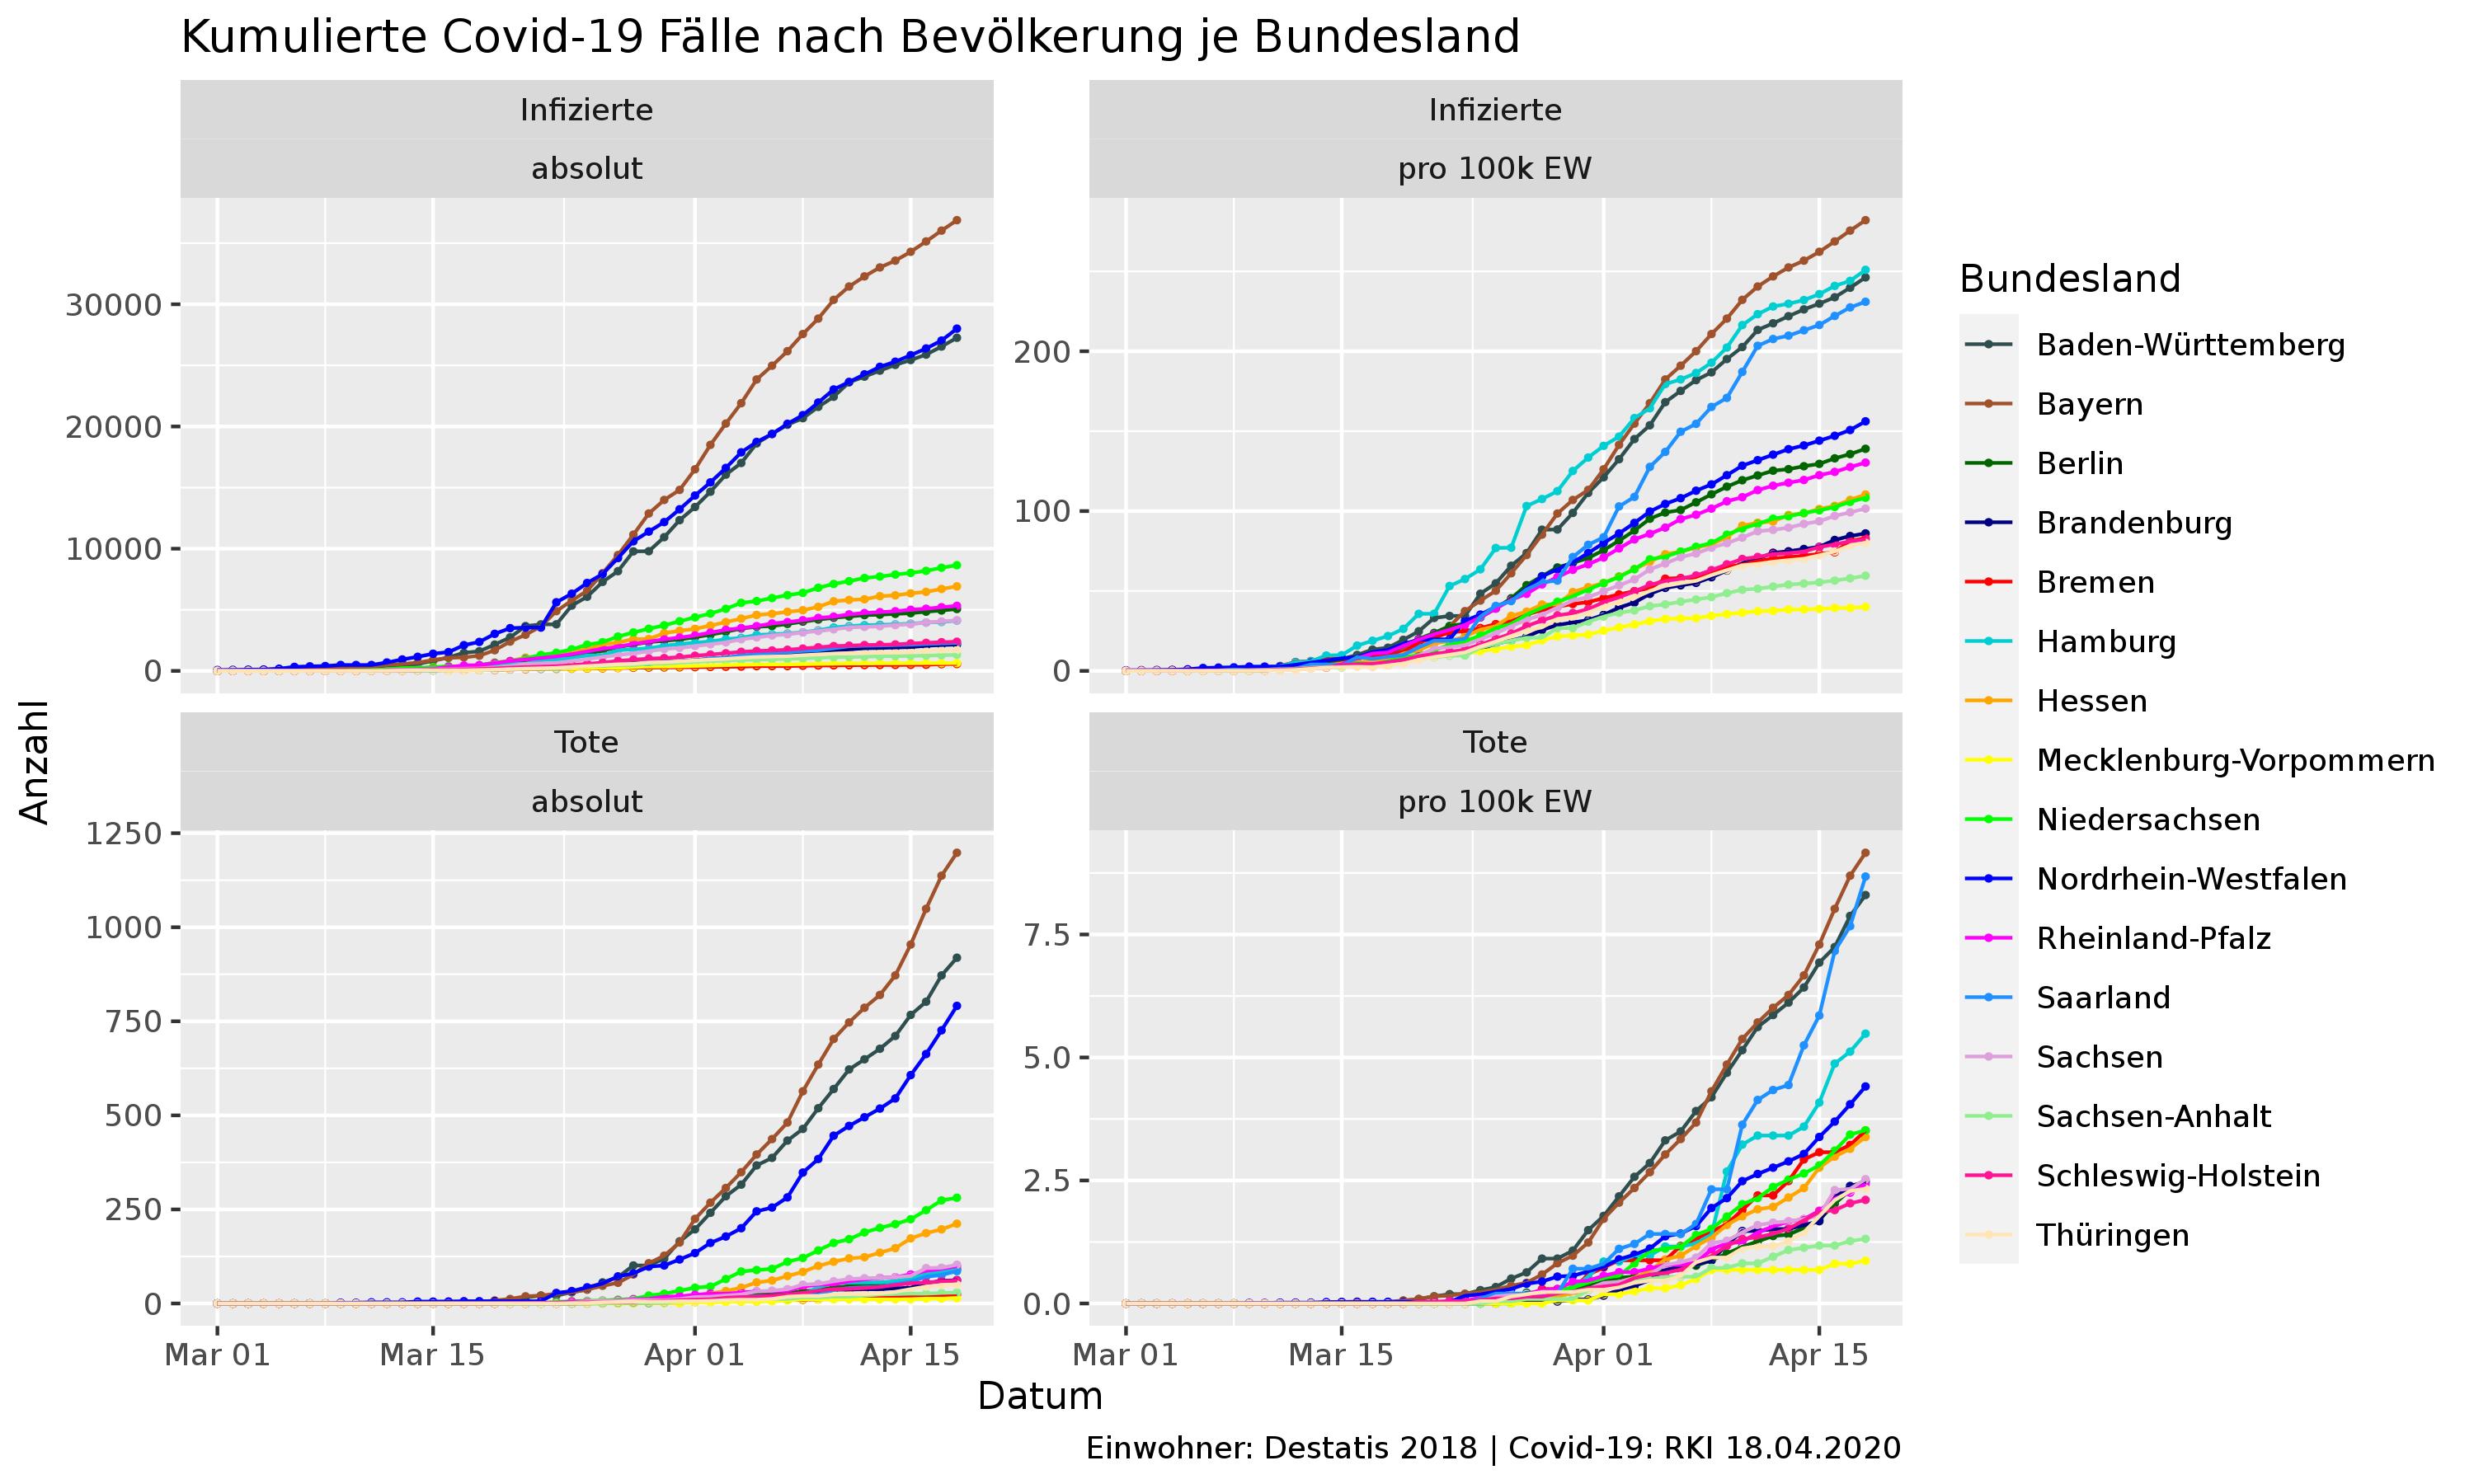 Kumulierte Covid-19 Fälle nach Bevölkerung je Bundesland
Infizierte
absolut
Infizierte
pro 100k EW
30000
20000
10000
0
200
100
0
Tote
absolut
Tote
pro 100k EW
1250
1000
750
500
250
0
7.5
5.0
2.5
0.0
Mar 01
Mar 15
Apr 01
Apr 15
Mar 01
Mar 15
Apr 01
Apr 15
Anzahl
Datum
Bundesland
Baden-Württemberg
Bayern
Berlin
Brandenburg
Bremen
Hamburg
Hessen
Mecklenburg-Vorpommern
Niedersachsen
Nordrhein-Westfalen
Rheinland-Pfalz
Saarland
Sachsen
Sachsen-Anhalt
Schleswig-Holstein
Thüringen
Einwohner: Destatis 2018 | Covid-19: RKI 18.04.2020